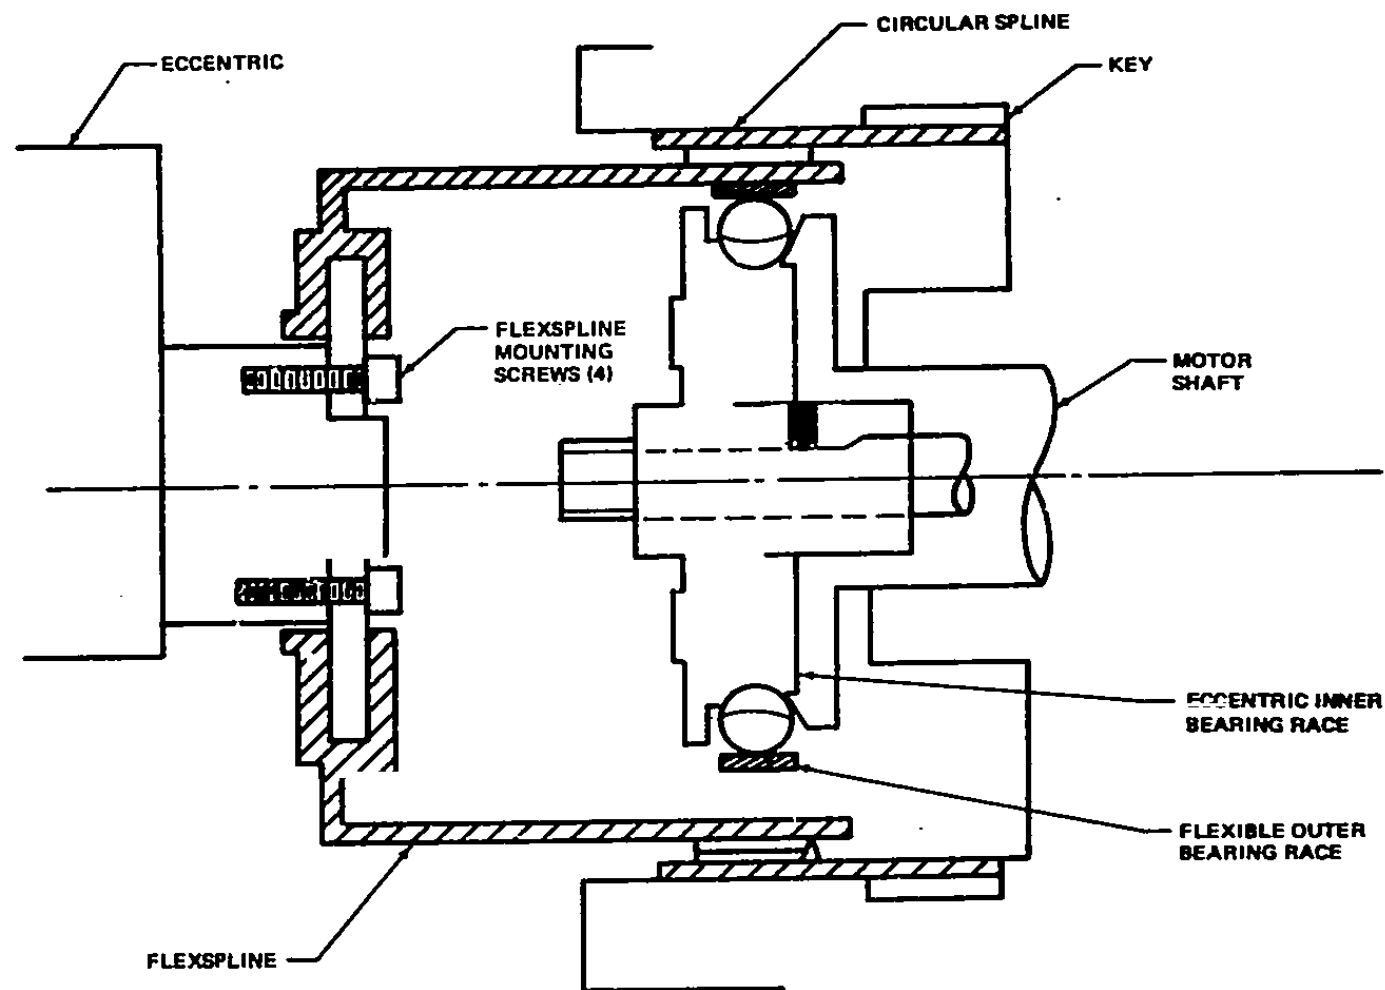 CIRCULAR SPLINE
ECCENTRIC
KEY
FLEXSPLINE
MOUNTING
SCREWS (4)
MOTOR
SHAFT
ECCENTRIC INNER
BEARING RACE
FLEXIBLE OUTER
BEARING RACE
FLEXSPLINE